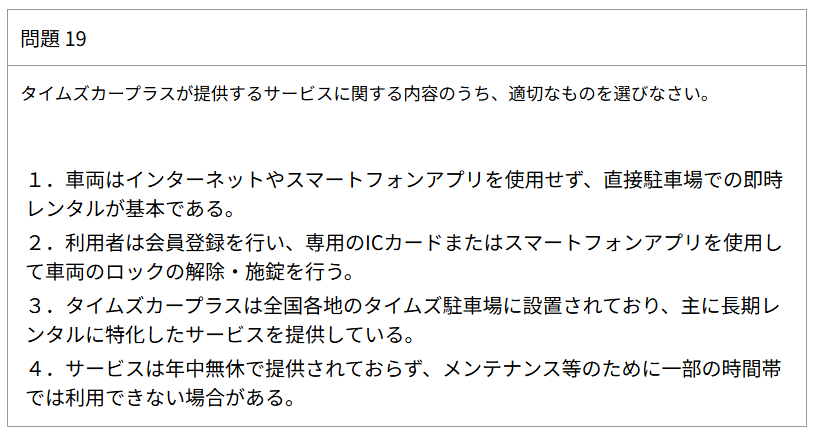 問題 19
タイムズカープラスが提供するサービスに関する内容のうち、適切なものを選びなさい。
１．車両はインターネットやスマートフォンアプリを使用せず、直接駐車場での即時
レンタルが基本である。
２．利用者は会員登録を行い、専用のICカードまたはスマートフォンアプリを使用し
て車両のロックの解除・施錠を行う。
３．タイムズカープラスは全国各地のタイムズ駐車場に設置されており、主に長期レ
ンタルに特化したサービスを提供している。
４．サービスは年中無休で提供されておらず、メンテナンス等のために一部の時間帯
では利用できない場合がある。